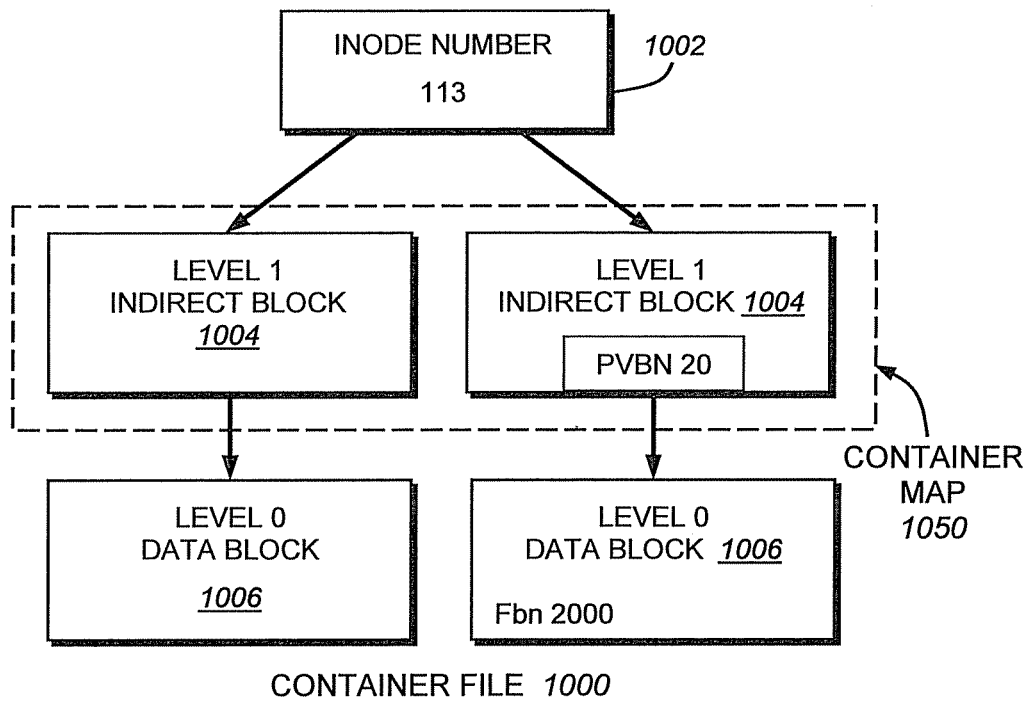 INODE NUMBER
113
1002
LEVEL 1
INDIRECT BLOCK
1004
LEVEL 1
INDIRECT BLOCK 1004
PVBN 20
CONTAINER
MAP
1050
LEVEL 0
DATA BLOCK
1006
LEVEL 0
DATA BLOCK 1006
Fbn 2000
CONTAINER FILE 1000